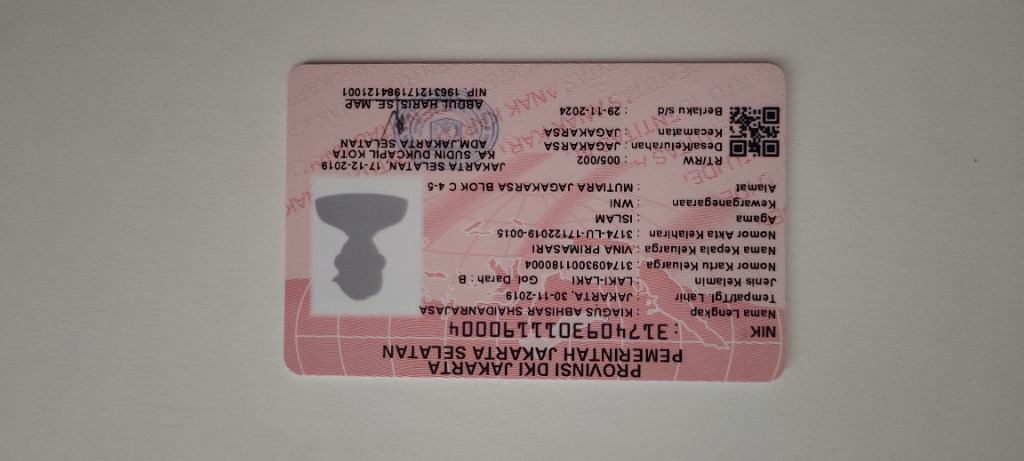 PROVINSI DKI JAKARTA
PEMERINTAH JAKARTA SELATAN
NIK : 3174093011190004
Nama Lengkap : KIAGUS ABHISAR SHAIDANRAJASA
Tempat/Tgl. Lahir : JAKARTA, 30-11-2019
Jenis Kelamin : LAKI-LAKI Gol. Darah : B
Nomor Kartu Keluarga : 3174093001180004
Nama Kepala Keluarga : VINA PRIMASARI
Nomor Akta Kelahiran : 3174-LU-17122019-0015
Agama : ISLAM
Kewarganegaraan : WNI
Alamat : MUTIARA JAGAKARSA BLOK C 4-5
RT/RW : 005/002
Desa/Kelurahan : JAGAKARSA
Kecamatan : JAGAKARSA
Berlaku s/d : 29-11-2024
JAKARTA SELATAN, 17-12-2019
KA. SUDIN DUKCAPIL KOTA
ADM.JAKARTA SELATAN
ABDUL HARIS, SE. MAP
NIP. 196312171984121001